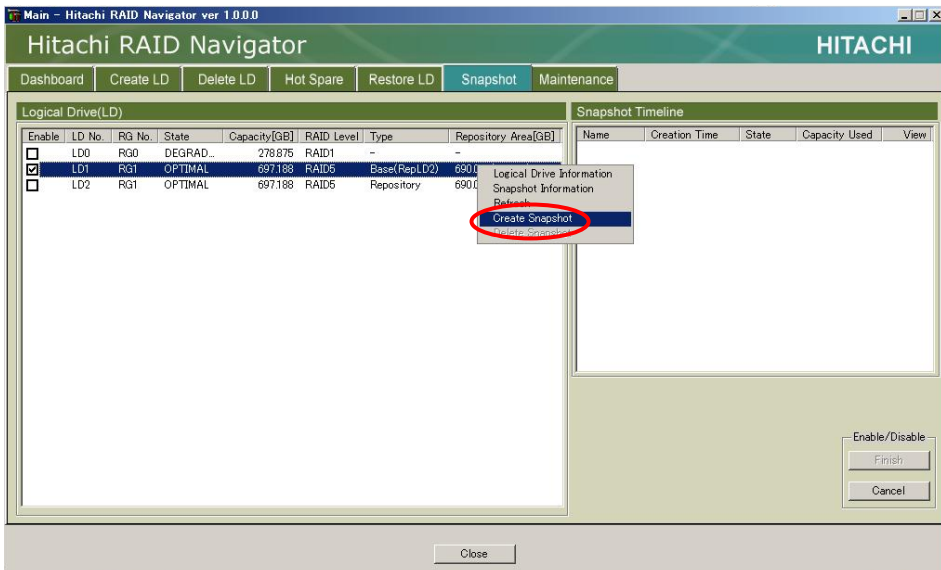 Main - Hitachi RAID Navigator ver 1.0.0.0
Hitachi RAID Navigator HITACHI
Dashboard Create LD Delete LD Hot Spare Restore LD Snapshot Maintenance
Logical Drive(LD) Snapshot Timeline
Enable LD No. RG No. State Capacity[GB] RAID Level Type Repository Area[GB] Name Creation Time State Capacity Used View
LD0 RG0 DEGRAD... 278.875 RAID1 - -
LD1 RG1 OPTIMAL 697.188 RAID5 Base(RepLD2)
LD2 RG1 OPTIMAL 697.188 RAID5 Repository
Logical Drive Information
Snapshot Information
Refresh
Create Snapshot
Delete Snapshot
Enable/Disable
Finish
Cancel
Close